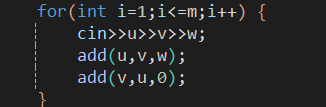 for(int i=1;i<=m;i++) {
cin>>u>>v>>w;
add(u,v,w);
add(v,u,0);
}